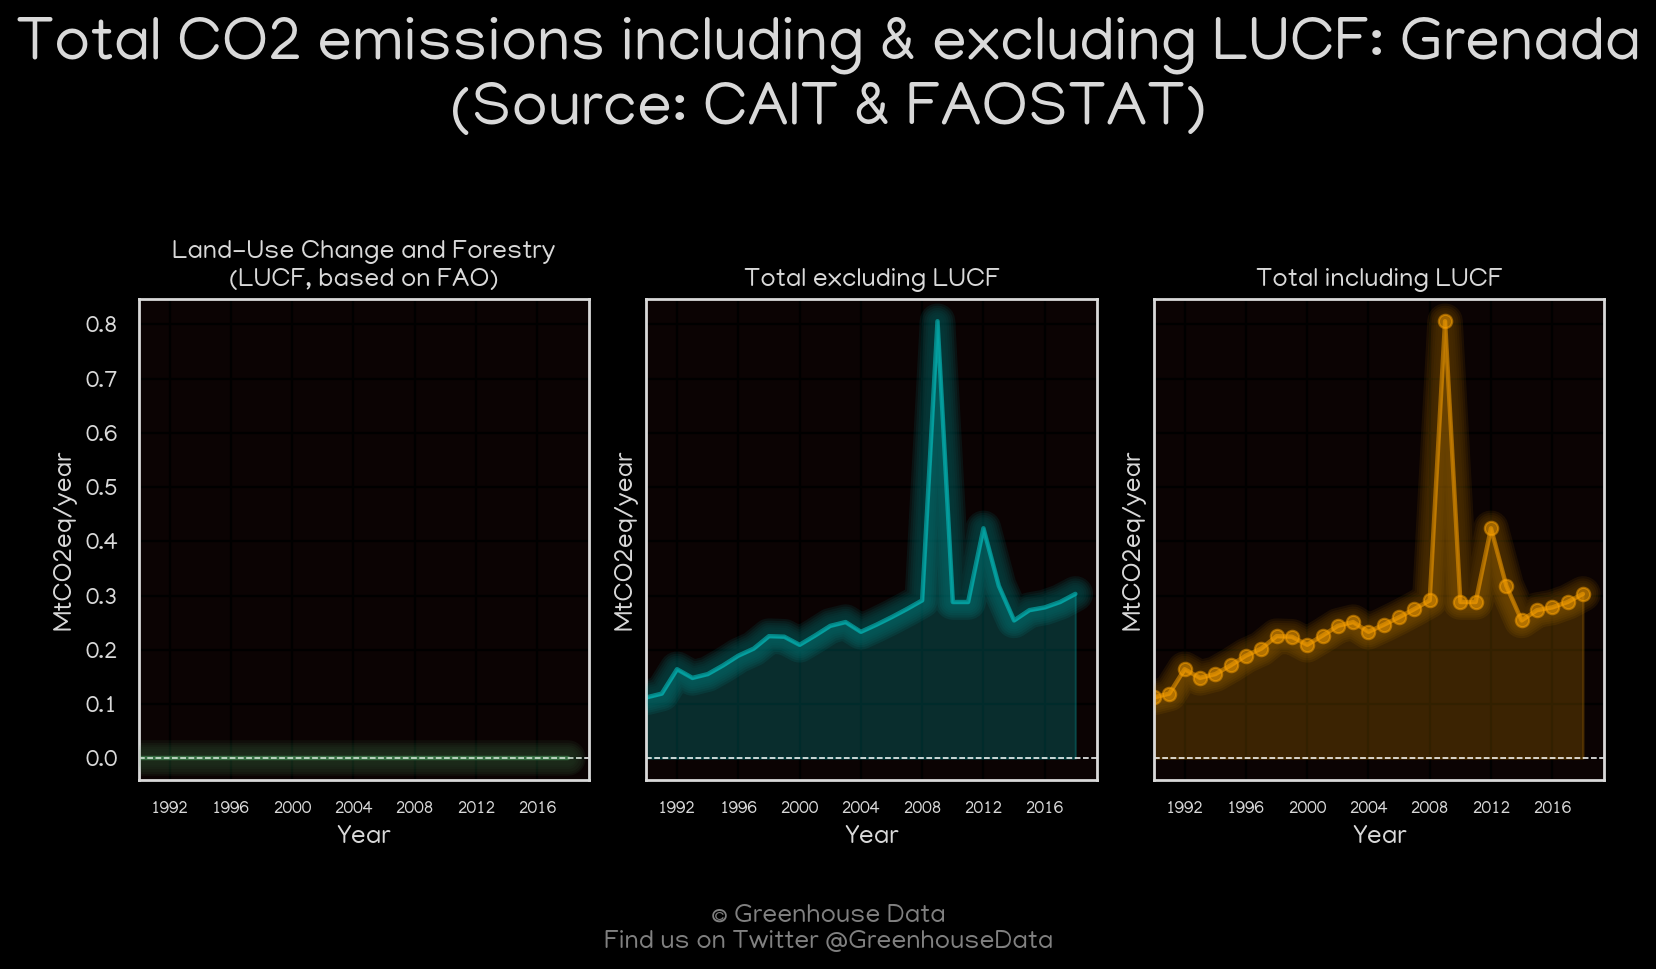 Total CO2 emissions including & excluding LUCF: Grenada
(Source: CAIT & FAOSTAT)
Land-Use Change and Forestry
(LUCF, based on FAO)
Total excluding LUCF
Total including LUCF
0.8
0.7
0.6
0.5
0.4
0.3
0.2
0.1
0.0
MtCO2eq/year
MtCO2eq/year
MtCO2eq/year
1992 1996 2000 2004 2008 2012 2016
1992 1996 2000 2004 2008 2012 2016
1992 1996 2000 2004 2008 2012 2016
Year
Year
Year
© Greenhouse Data
Find us on Twitter @GreenhouseData